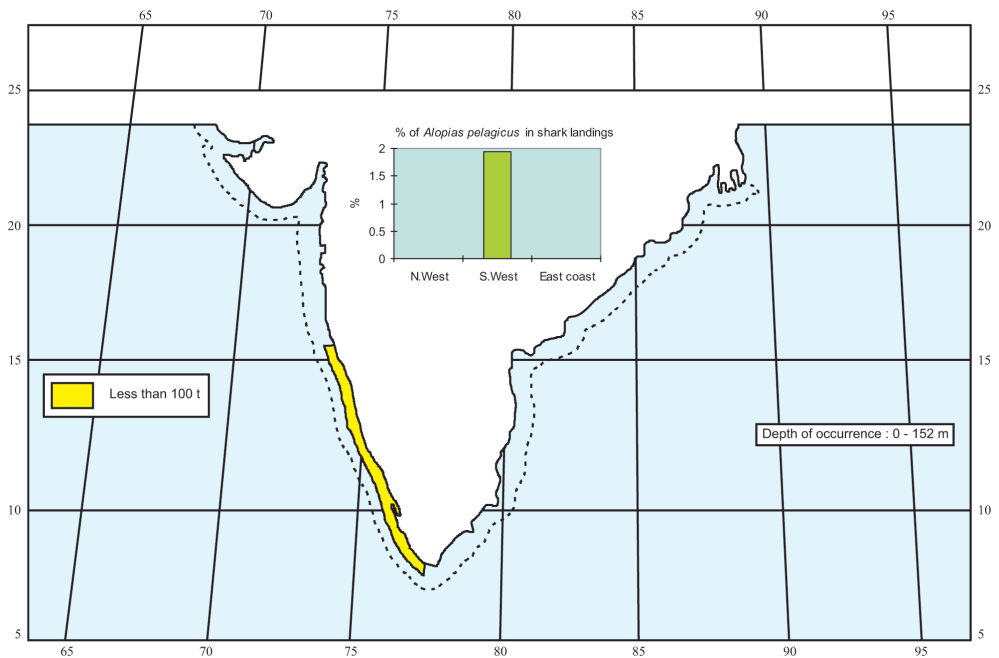 65 70 75 80 85 90 95
25 25
% of Alopias pelagicus in shark landings
2
1.5
1
0.5
0
%
N.West S.West East coast
20 20
15 15
Less than 100 t
Depth of occurrence : 0 - 152 m
10 10
5 5
65 70 75 80 85 90 95